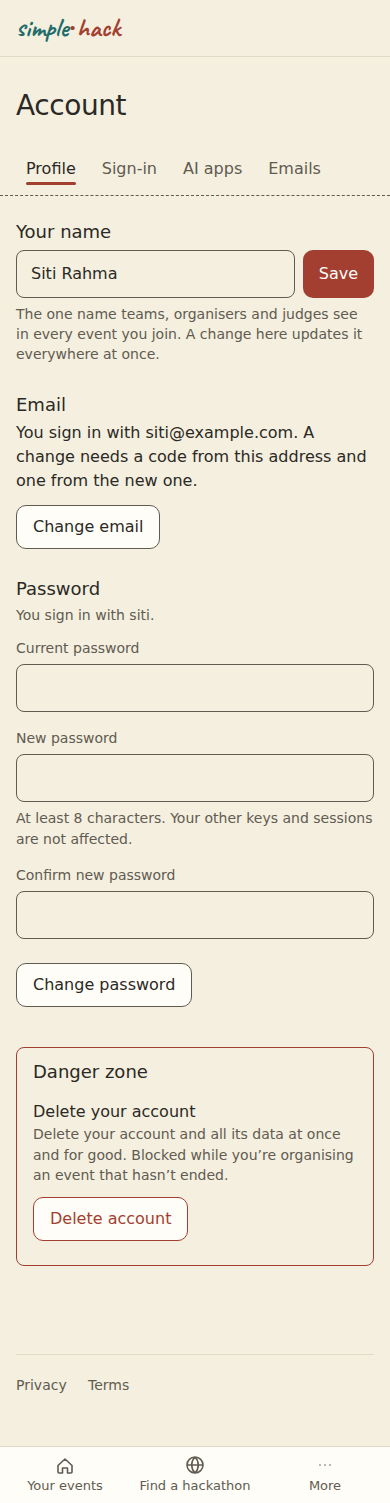 simple·hack
Account
Profile Sign-in AI apps Emails
Your name
Siti Rahma Save
The one name teams, organisers and judges see
in every event you join. A change here updates it
everywhere at once.
Email
You sign in with siti@example.com. A
change needs a code from this address and
one from the new one.
Change email
Password
You sign in with siti.
Current password
New password
At least 8 characters. Your other keys and sessions
are not affected.
Confirm new password
Change password
Danger zone
Delete your account
Delete your account and all its data at once
and for good. Blocked while you’re organising
an event that hasn’t ended.
Delete account
Privacy Terms
Your events Find a hackathon More